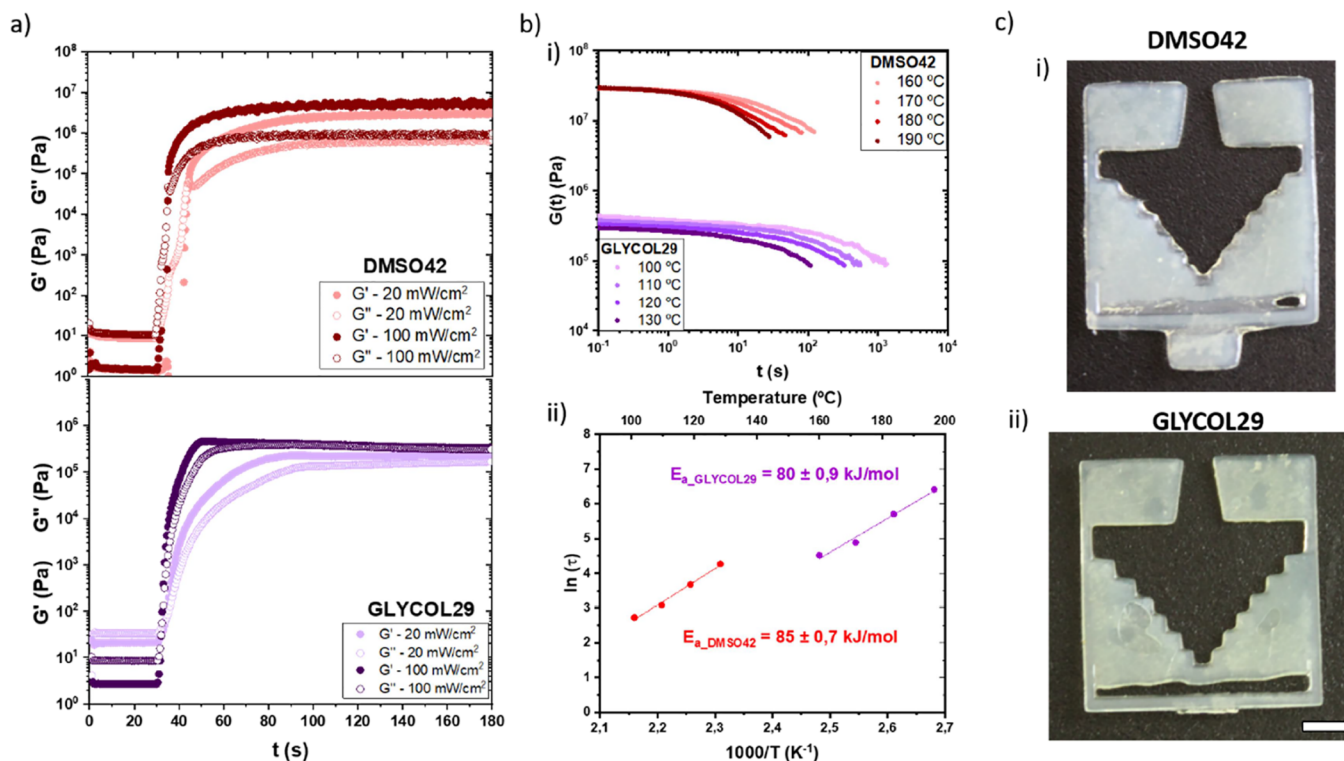 a)
10⁸
10⁷
10⁶
10⁵
10⁴
10³
10²
10¹
10⁰
G' (Pa) G" (Pa)
DMSO42
G' - 20 mW/cm²
G" - 20 mW/cm²
G' - 100 mW/cm²
G" - 100 mW/cm²
10⁶
10⁵
10⁴
10³
10²
10¹
10⁰
G' (Pa) G" (Pa)
GLYCOL29
G' - 20 mW/cm²
G" - 20 mW/cm²
G' - 100 mW/cm²
G" - 100 mW/cm²
0 20 40 60 80 100 120 140 160 180
t (s)
b)
i)
10⁸
10⁷
10⁶
10⁵
10⁴
G(t) (Pa)
DMSO42
160 ºC
170 ºC
180 ºC
190 ºC
GLYCOL29
100 ºC
110 ºC
120 ºC
130 ºC
10⁻¹ 10⁰ 10¹ 10² 10³ 10⁴
t (s)
ii)
Temperature (ºC)
100 120 140 160 180 200
8
7
6
5
4
3
2
1
0
ln (τ)
Eₐ_GLYCOL29 = 80 ± 0,9 kJ/mol
Eₐ_DMSO42 = 85 ± 0,7 kJ/mol
2,1 2,2 2,3 2,4 2,5 2,6 2,7
1000/T (K⁻¹)
c)
DMSO42
i)
GLYCOL29
ii)